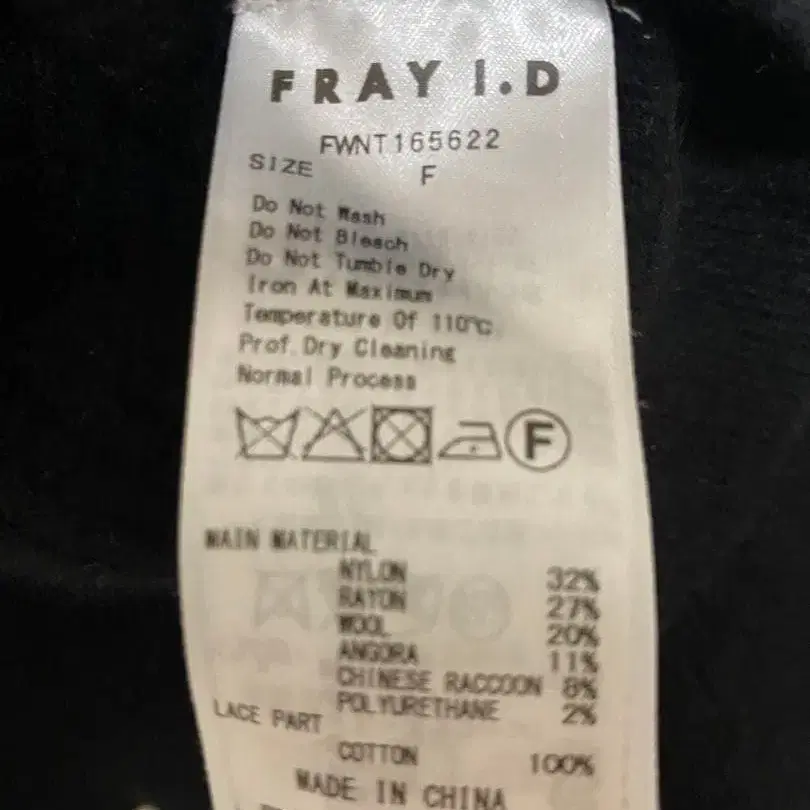 FRAY I.D
FWNT165622
SIZE F
Do Not Wash
Do Not Bleach
Do Not Tumble Dry
Iron At Maximum
Temperature Of 110℃
Prof.Dry Cleaning
Normal Process
F
MAIN MATERIAL
NYLON 32%
RAYON 27%
WOOL 20%
ANGORA 11%
CHINESE RACCOON 8%
POLYURETHANE 2%
LACE PART
COTTON 100%
MADE IN CHINA